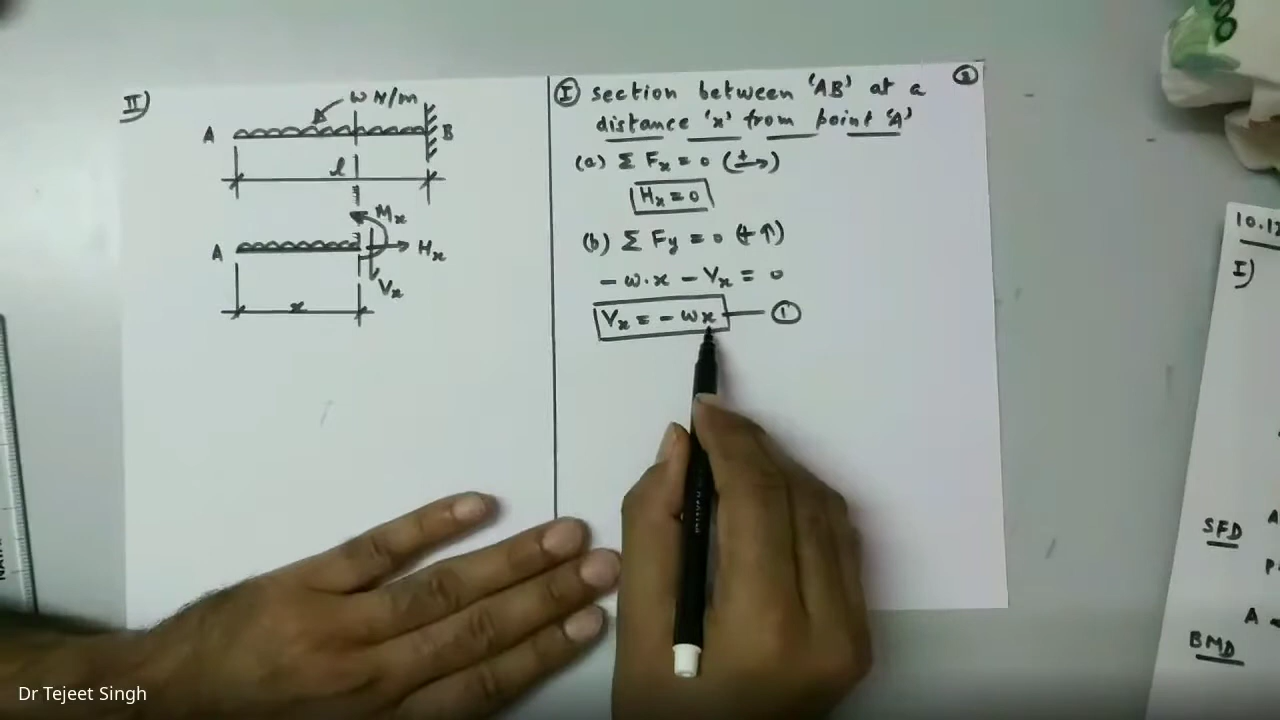 II)
w N/m
A
B
l
Mx
A
Hx
Vx
x
I section between 'AB' at a
distance 'x' from point 'A'
(a) Σ Fx = 0 (+→)
Hx = 0
(b) Σ Fy = 0 (+↑)
- w.x - Vx = 0
Vx = - wx — 1
2
I)
SFD
A
BMD
Dr Tejeet Singh